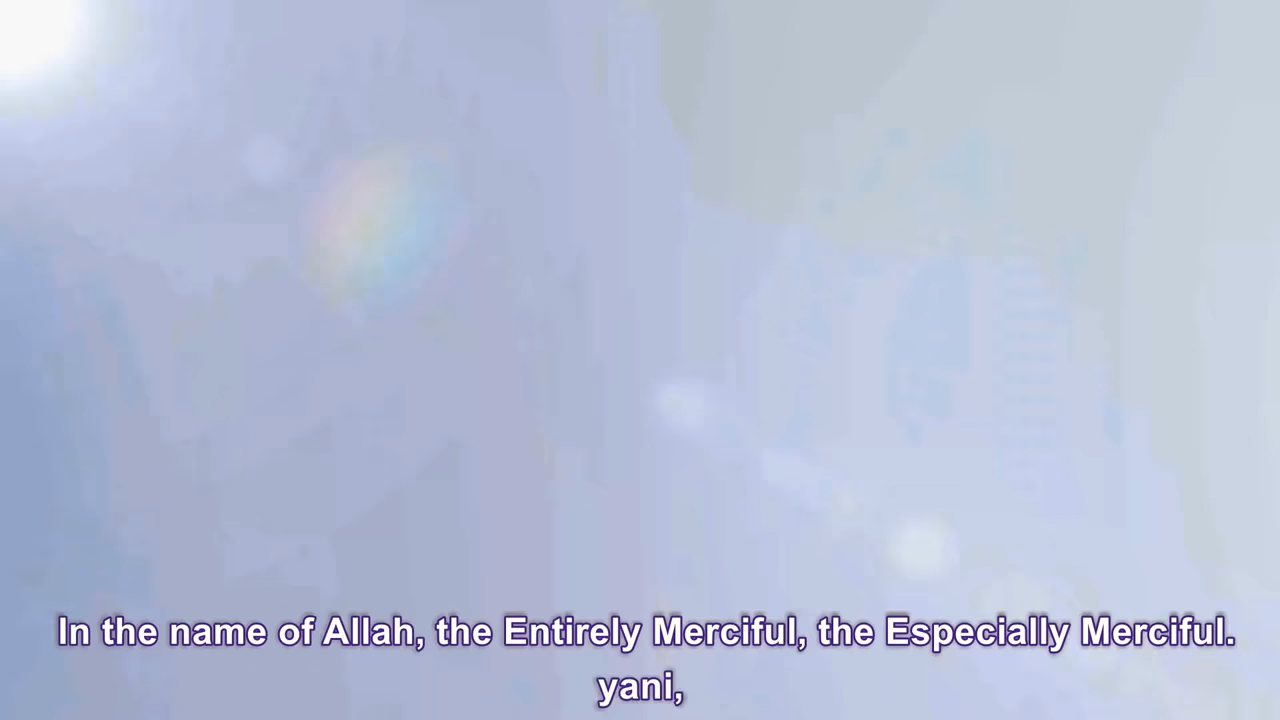 In the name of Allah, the Entirely Merciful, the Especially Merciful.
yani,